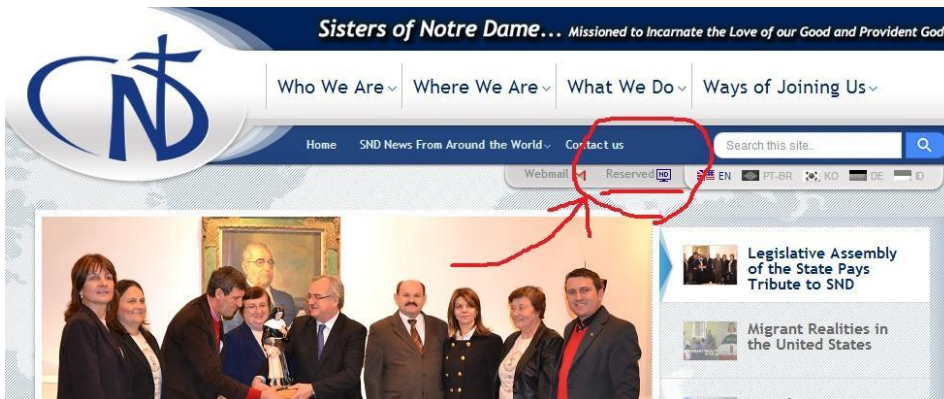 Sisters of Notre Dame... Missioned to Incarnate the Love of our Good and Provident God
Who We Are Where We Are What We Do Ways of Joining Us
CND
Home SND News From Around the World Contact us Search this site..
Webmail Reserved ND EN PT-BR KO DE ID
Legislative Assembly
of the State Pays
Tribute to SND
Migrant Realities in
the United States